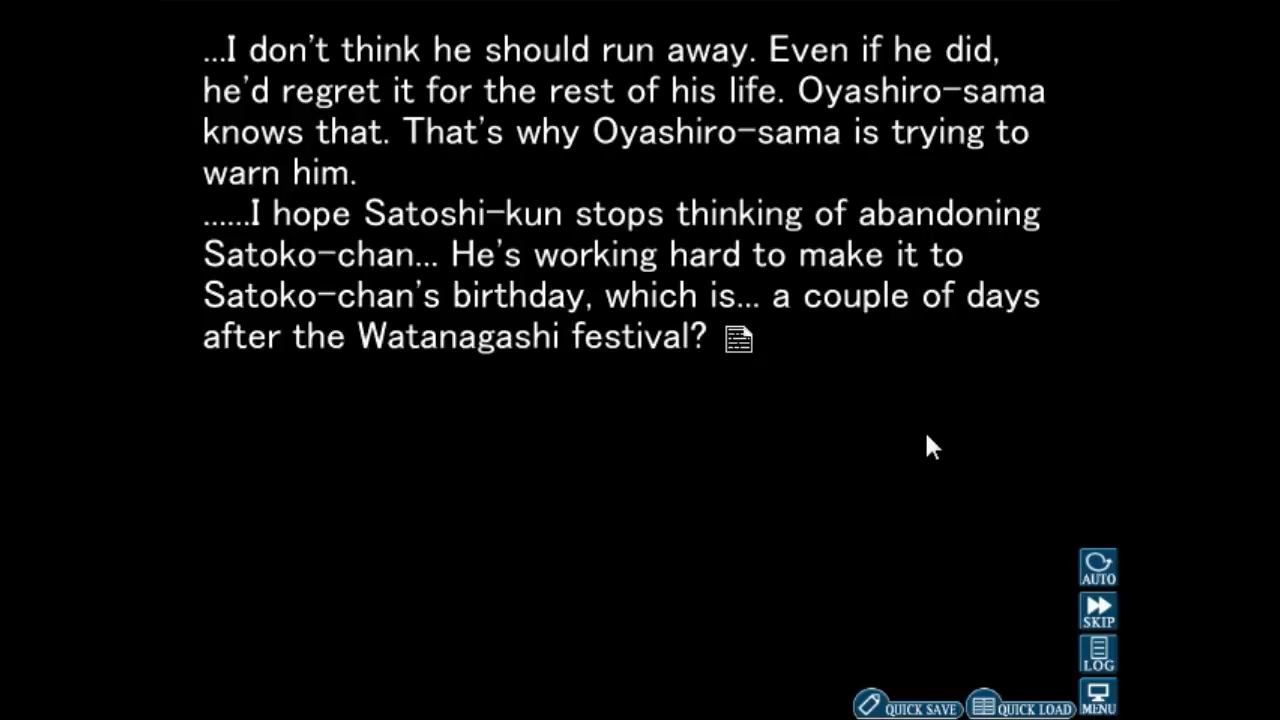 ...I don't think he should run away. Even if he did,
he'd regret it for the rest of his life. Oyashiro-sama
knows that. That's why Oyashiro-sama is trying to
warn him.
......I hope Satoshi-kun stops thinking of abandoning
Satoko-chan... He's working hard to make it to
Satoko-chan's birthday, which is... a couple of days
after the Watanagashi festival?
AUTO
SKIP
LOG
MENU
QUICK SAVE
QUICK LOAD